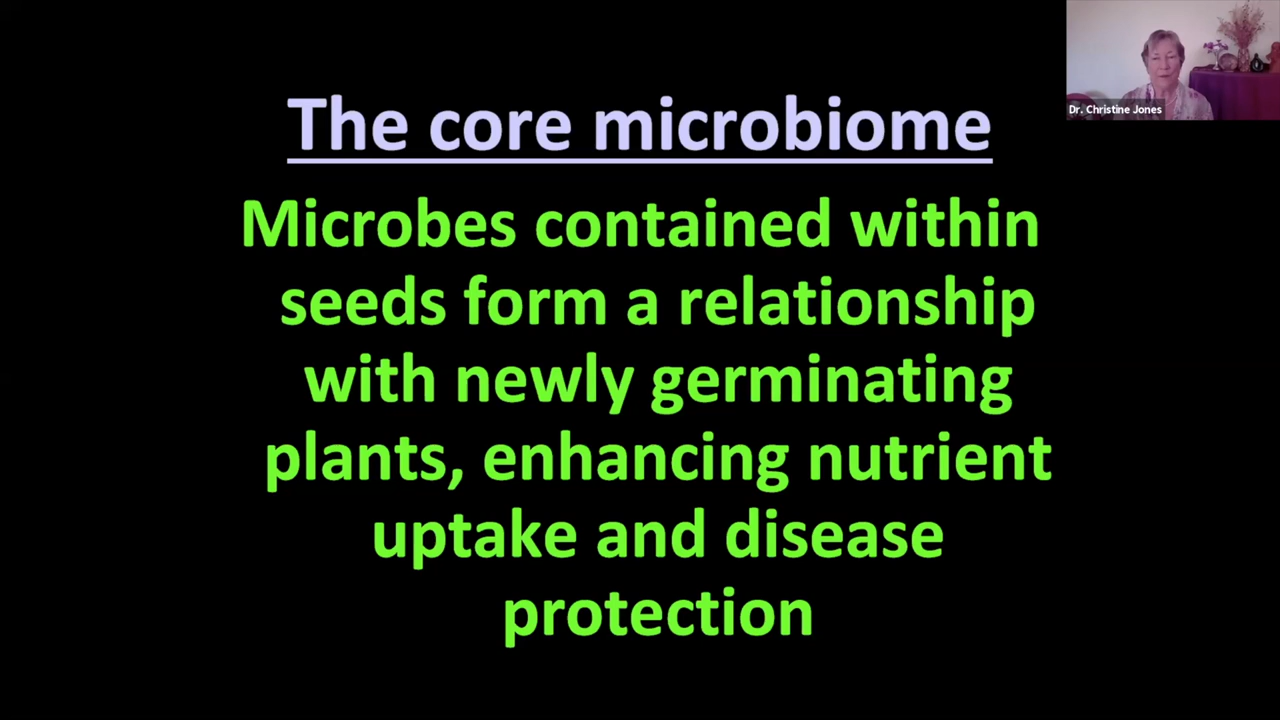 The core microbiome
Microbes contained within
seeds form a relationship
with newly germinating
plants, enhancing nutrient
uptake and disease
protection
Dr. Christine Jones